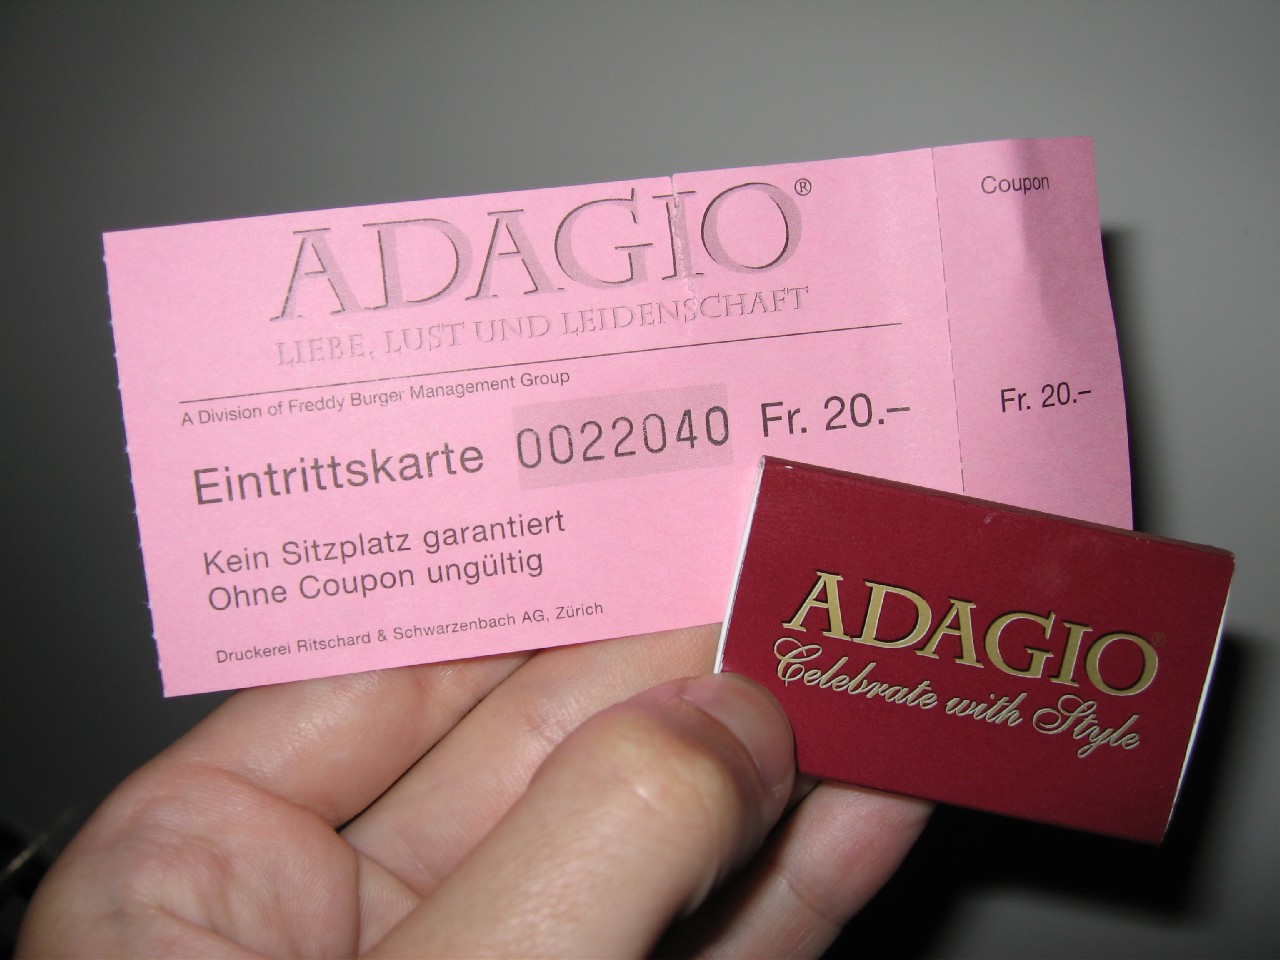 ADAGIO®
LIEBE, LUST UND LEIDENSCHAFT
A Division of Freddy Burger Management Group
Eintrittskarte 0022040 Fr. 20.–
Kein Sitzplatz garantiert
Ohne Coupon ungültig
Druckerei Ritschard & Schwarzenbach AG, Zürich
Coupon
Fr. 20.–
ADAGIO®
Celebrate with Style